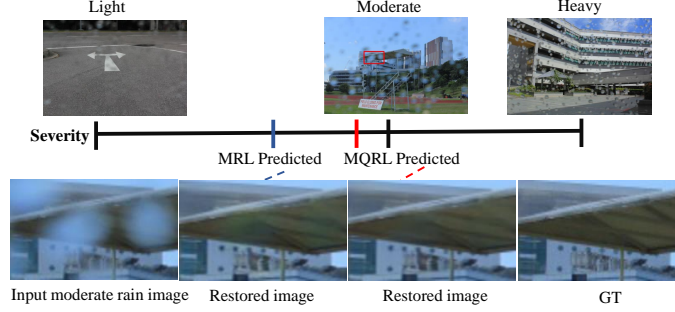 Light
Moderate
Heavy
Severity
MRL Predicted
MQRL Predicted
Input moderate rain image
Restored image
Restored image
GT